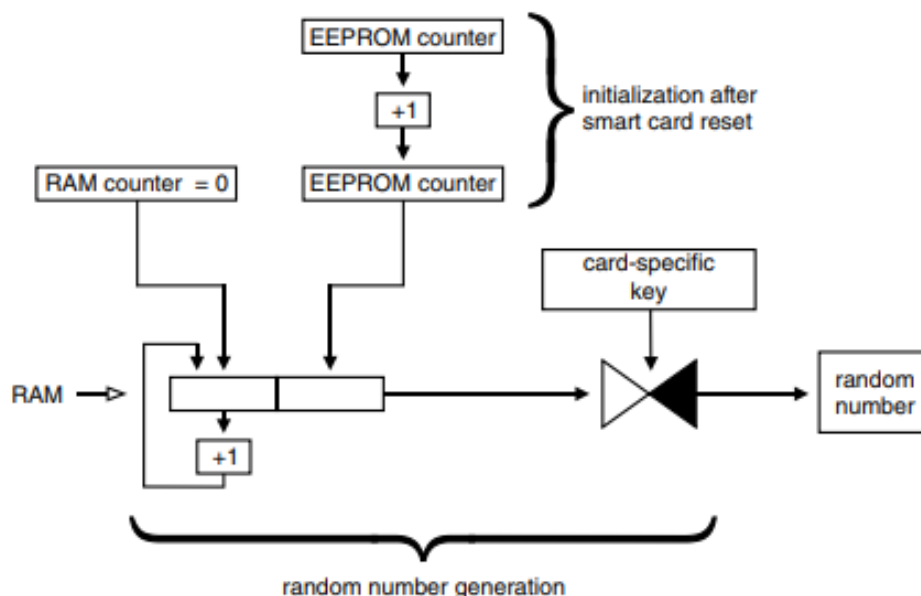 EEPROM counter
+1
initialization after
smart card reset
RAM counter = 0
EEPROM counter
card-specific
key
RAM
random
number
+1
random number generation